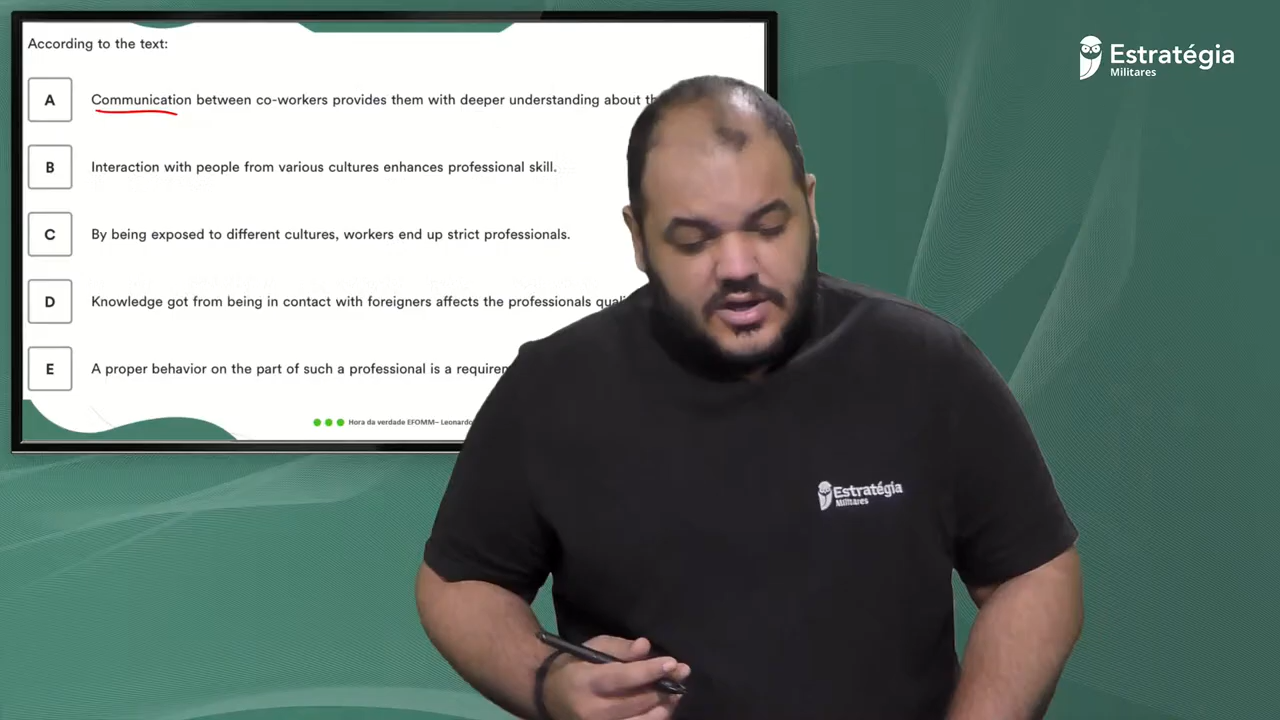 According to the text:
Estratégia
Militares
A Communication between co-workers provides them with deeper understanding about
B Interaction with people from various cultures enhances professional skill.
C By being exposed to different cultures, workers end up strict professionals.
D Knowledge got from being in contact with foreigners affects the professionals
E A proper behavior on the part of such a professional is a
Hora da verdade EFOMM– Leonardo
Estratégia
Militares